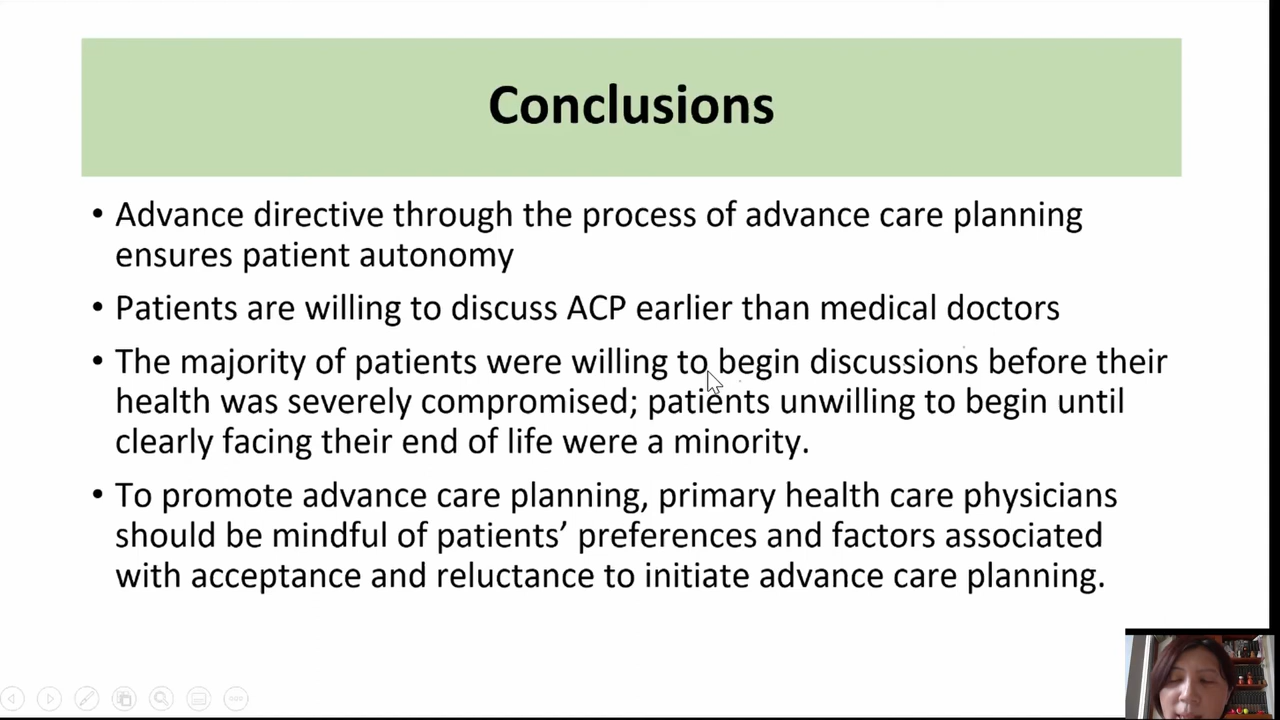 Conclusions
• Advance directive through the process of advance care planning
ensures patient autonomy
• Patients are willing to discuss ACP earlier than medical doctors
• The majority of patients were willing to begin discussions before their
health was severely compromised; patients unwilling to begin until
clearly facing their end of life were a minority.
• To promote advance care planning, primary health care physicians
should be mindful of patients’ preferences and factors associated
with acceptance and reluctance to initiate advance care planning.